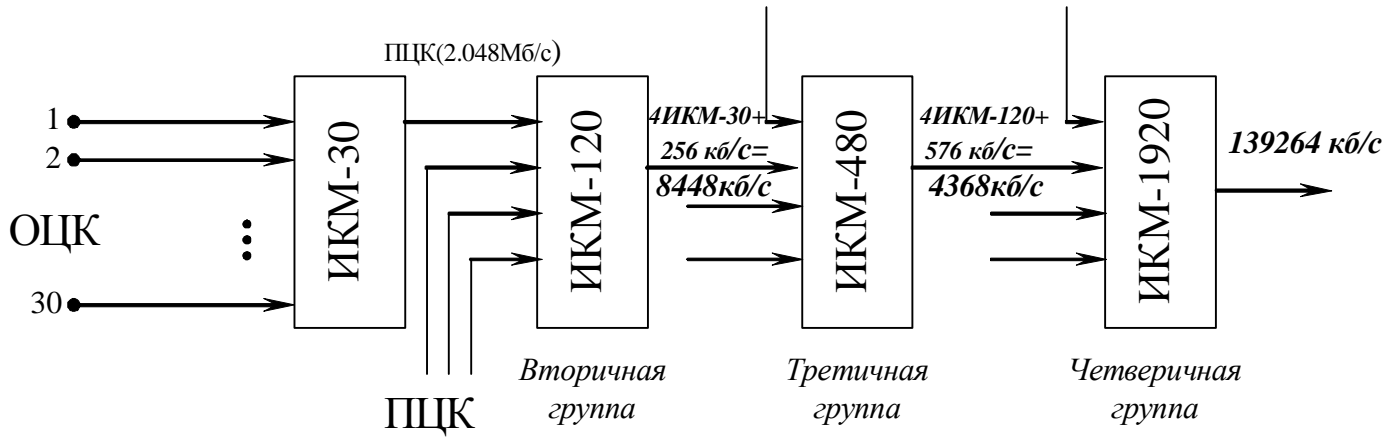 ПЦК(2.048Мб/с)
1
2
ОЦК
30
ИКМ-30
ИКМ-120
4ИКМ-30+
256 кб/с=
8448кб/с
ИКМ-480
4ИКМ-120+
576 кб/с=
4368кб/с
ИКМ-1920
139264 кб/с
ПЦК
Вторичная
группа
Третичная
группа
Четверичная
группа